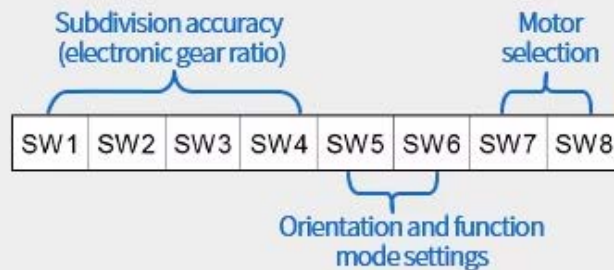 Subdivision accuracy
(electronic gear ratio)
Motor
selection
SW1 SW2 SW3 SW4 SW5 SW6 SW7 SW8
Orientation and function
mode settings